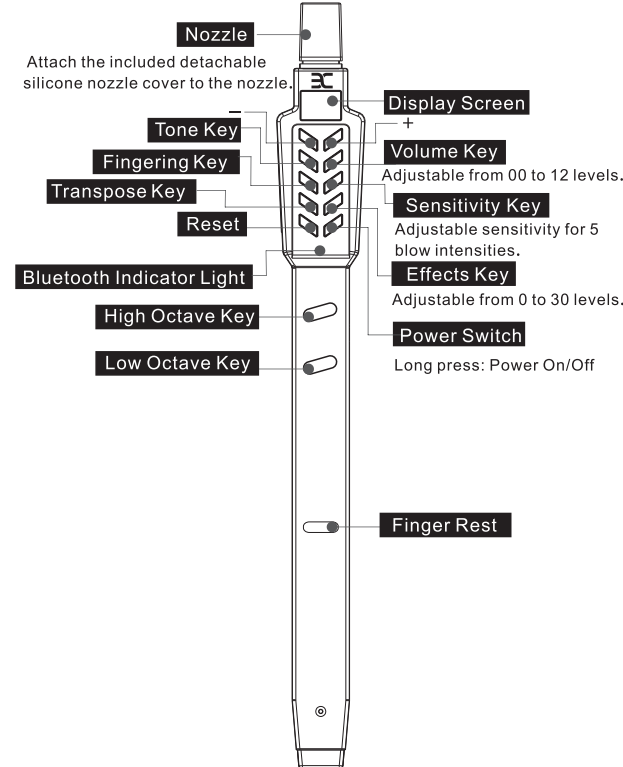 Nozzle
Attach the included detachable
silicone nozzle cover to the nozzle.
Display Screen
−
+
Tone Key
Volume Key
Adjustable from 00 to 12 levels.
Fingering Key
Transpose Key
Sensitivity Key
Adjustable sensitivity for 5
blow intensities.
Reset
Bluetooth Indicator Light
Effects Key
Adjustable from 0 to 30 levels.
High Octave Key
Power Switch
Long press: Power On/Off
Low Octave Key
Finger Rest